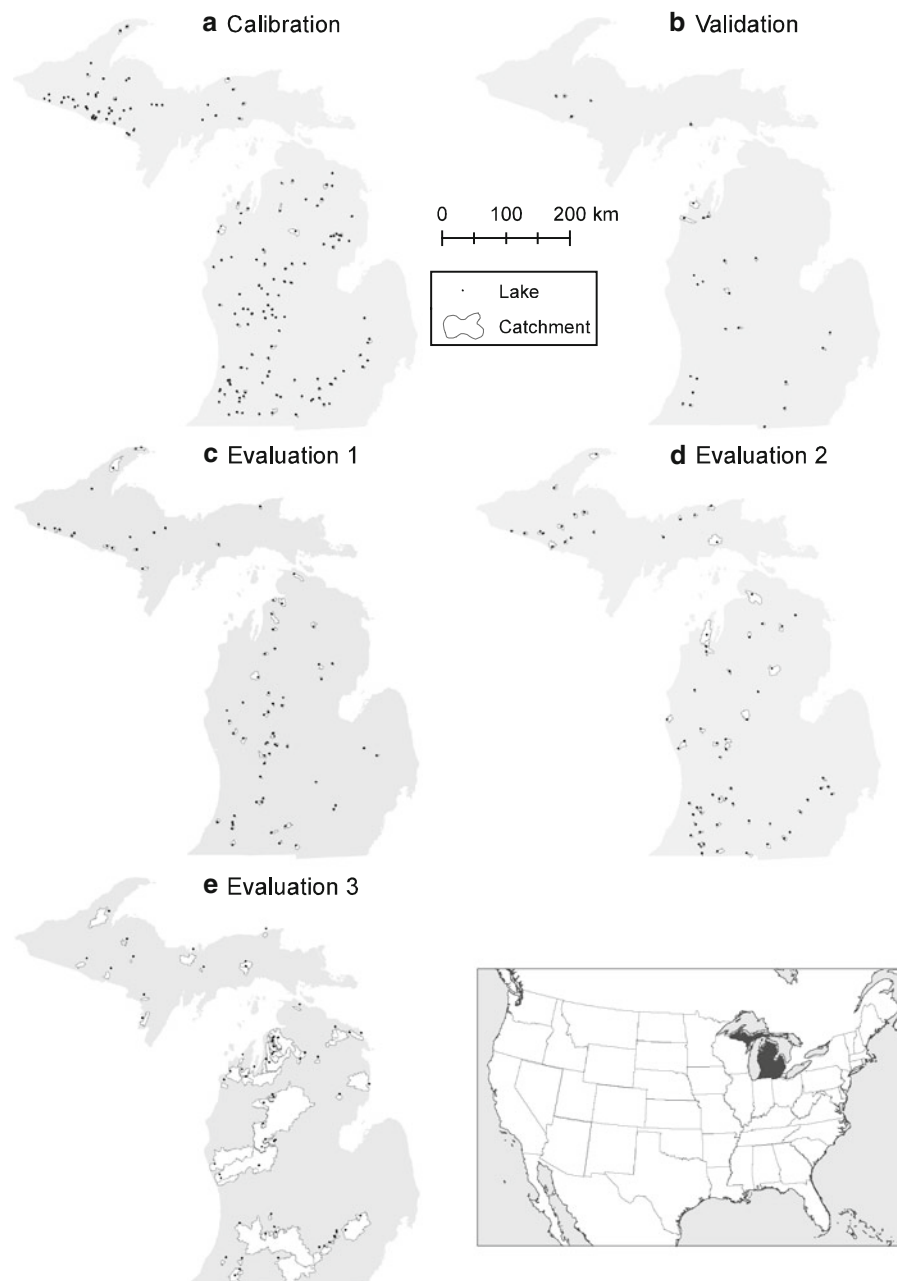 a Calibration
b Validation
0 100 200 km
Lake
Catchment
c Evaluation 1
d Evaluation 2
e Evaluation 3